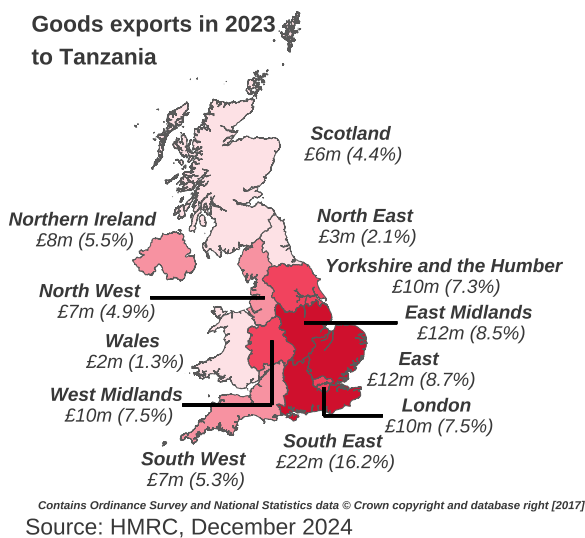 Goods exports in 2023
to Tanzania
Scotland
£6m (4.4%)
Northern Ireland
£8m (5.5%)
North East
£3m (2.1%)
Yorkshire and the Humber
£10m (7.3%)
North West
£7m (4.9%)
East Midlands
£12m (8.5%)
Wales
£2m (1.3%)
East
£12m (8.7%)
West Midlands
£10m (7.5%)
London
£10m (7.5%)
South East
£22m (16.2%)
South West
£7m (5.3%)
Contains Ordinance Survey and National Statistics data © Crown copyright and database right [2017]
Source: HMRC, December 2024